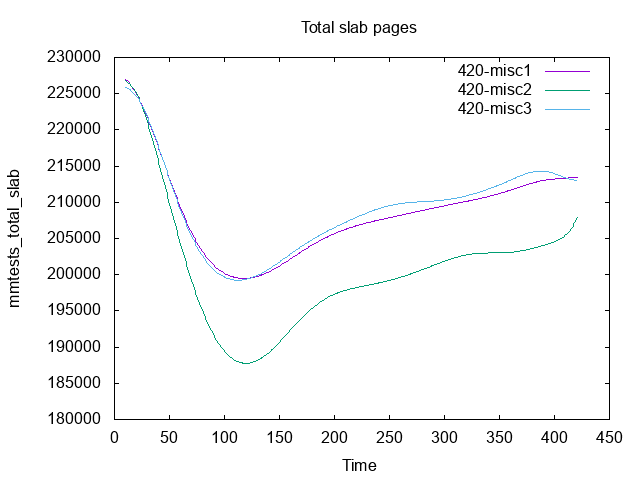 Total slab pages
230000
225000
220000
215000
210000
205000
200000
195000
190000
185000
180000
mmtests_total_slab
420-misc1
420-misc2
420-misc3
0 50 100 150 200 250 300 350 400 450
Time